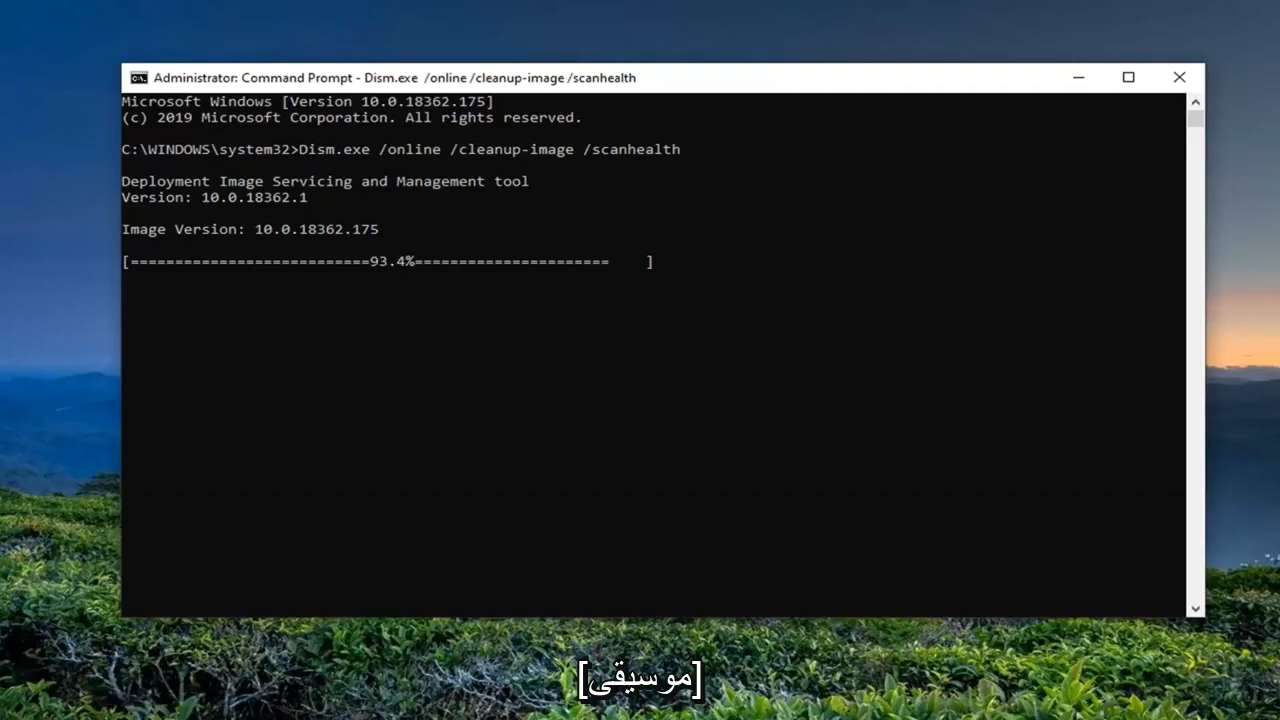 Administrator: Command Prompt - Dism.exe /online /cleanup-image /scanhealth
Microsoft Windows [Version 10.0.18362.175]
(c) 2019 Microsoft Corporation. All rights reserved.
C:\WINDOWS\system32>Dism.exe /online /cleanup-image /scanhealth
Deployment Image Servicing and Management tool
Version: 10.0.18362.1
Image Version: 10.0.18362.175
[===========================93.4%====================== ]
[موسيقى]